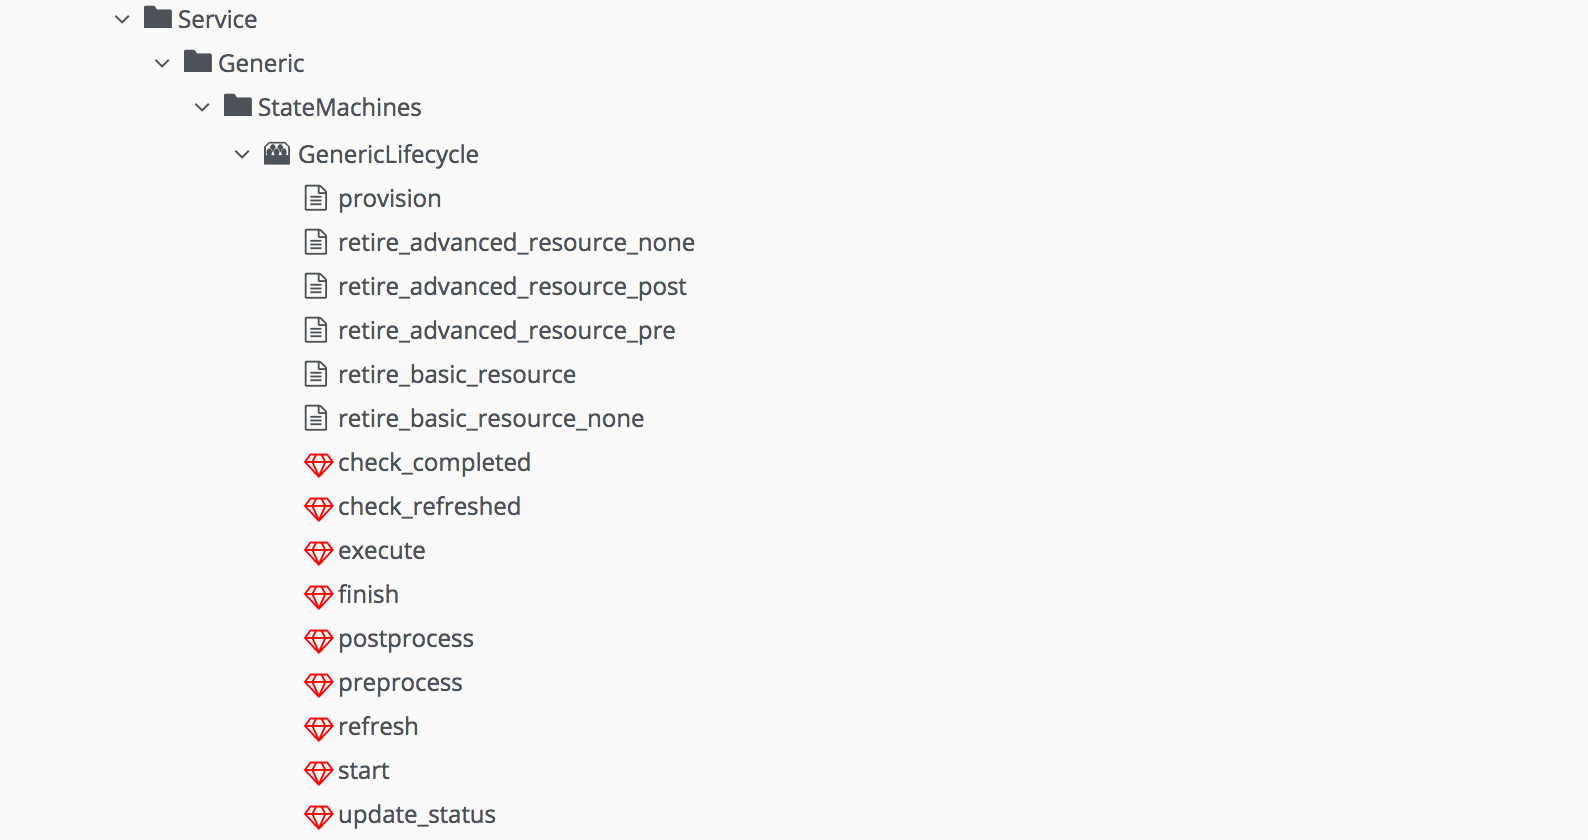 Service
Generic
StateMachines
GenericLifecycle
provision
retire_advanced_resource_none
retire_advanced_resource_post
retire_advanced_resource_pre
retire_basic_resource
retire_basic_resource_none
check_completed
check_refreshed
execute
finish
postprocess
preprocess
refresh
start
update_status